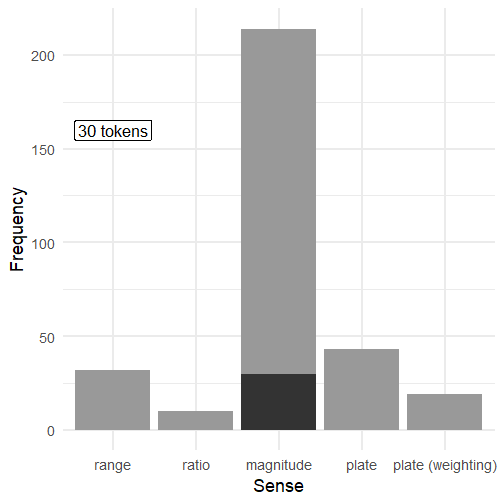 200
30 tokens
150
Frequency
100
50
0
range ratio magnitude plate plate (weighting)
Sense